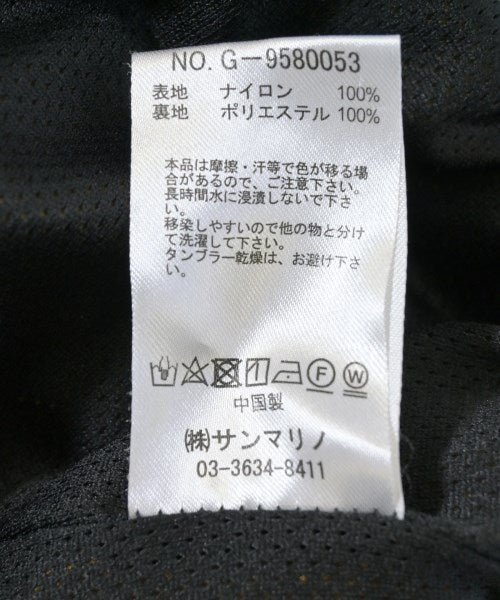 NO. G-9580053
表地 ナイロン 100%
裏地 ポリエステル 100%
本品は摩擦・汗等で色が移る場
合があるので、ご注意下さい。
長時間水に浸漬しないで下さ
い。
移染しやすいので他の物と分け
て洗濯して下さい。
タンブラー乾燥は、お避け下さ
い。
F W
中国製
㈱サンマリノ
03-3634-8411